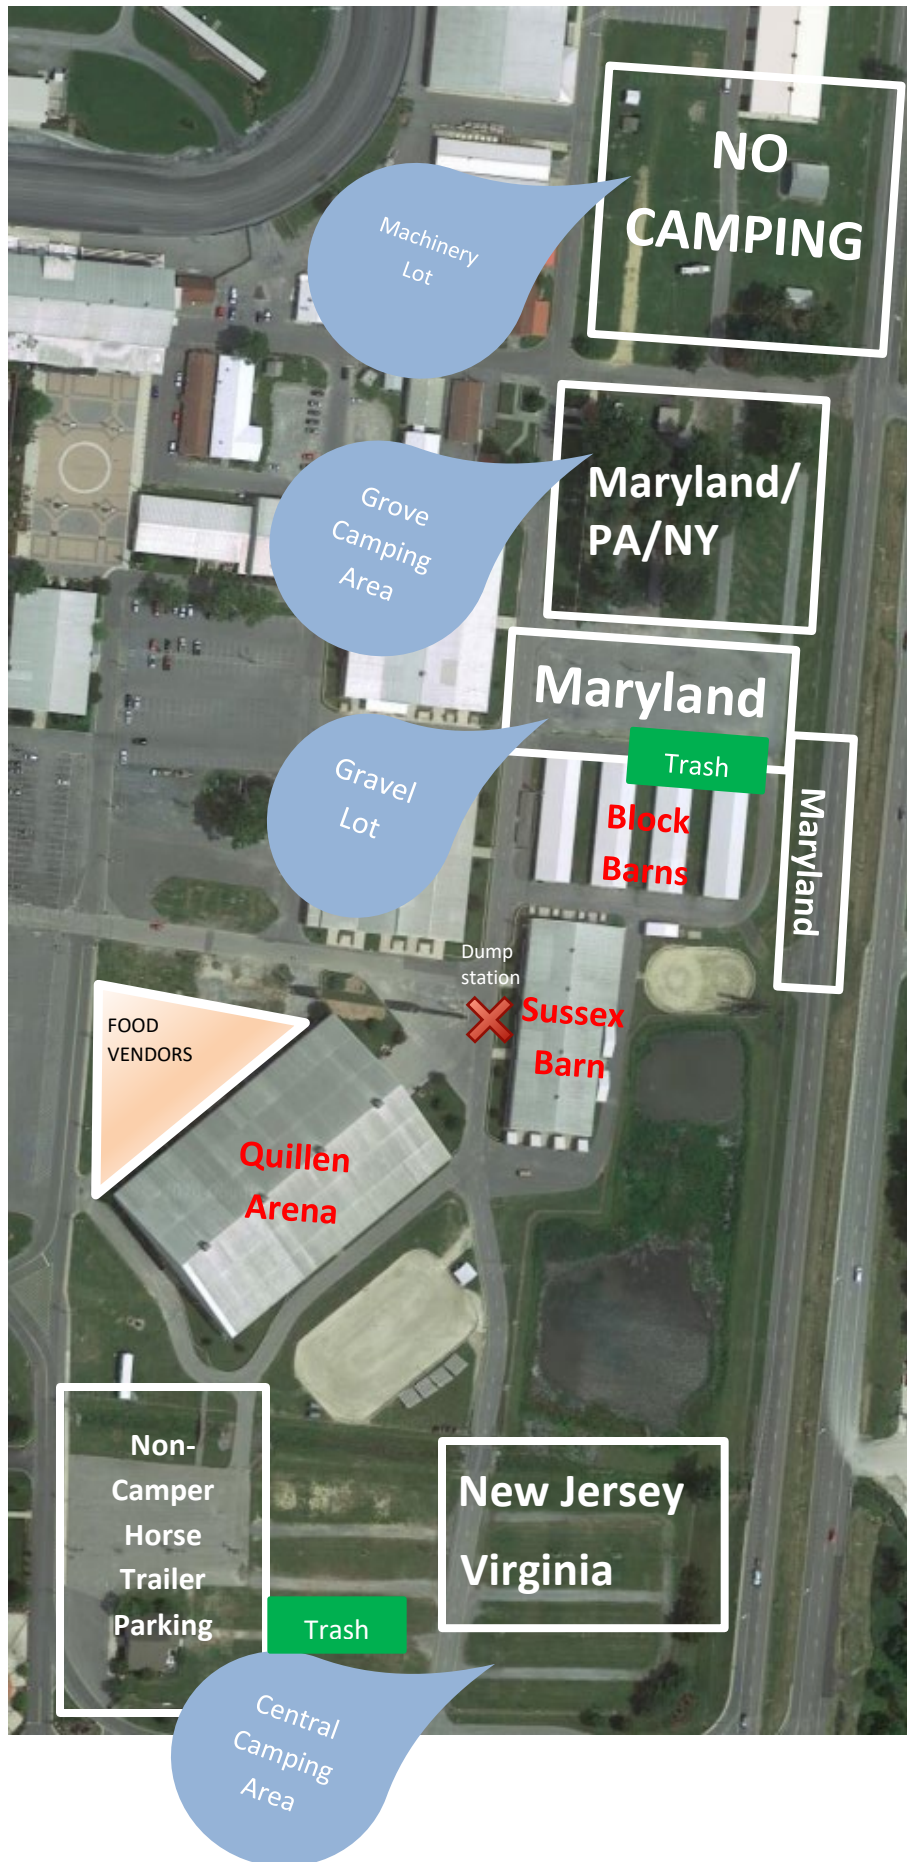 NO
CAMPING
Machinery
Lot
Maryland/
PA/NY
Grove
Camping
Area
Maryland
Trash
Gravel
Lot
Block
Barns
Maryland
Dump
station
Sussex
Barn
FOOD
VENDORS
Quillen
Arena
Non-
Camper
Horse
Trailer
Parking
New Jersey
Virginia
Trash
Central
Camping
Area